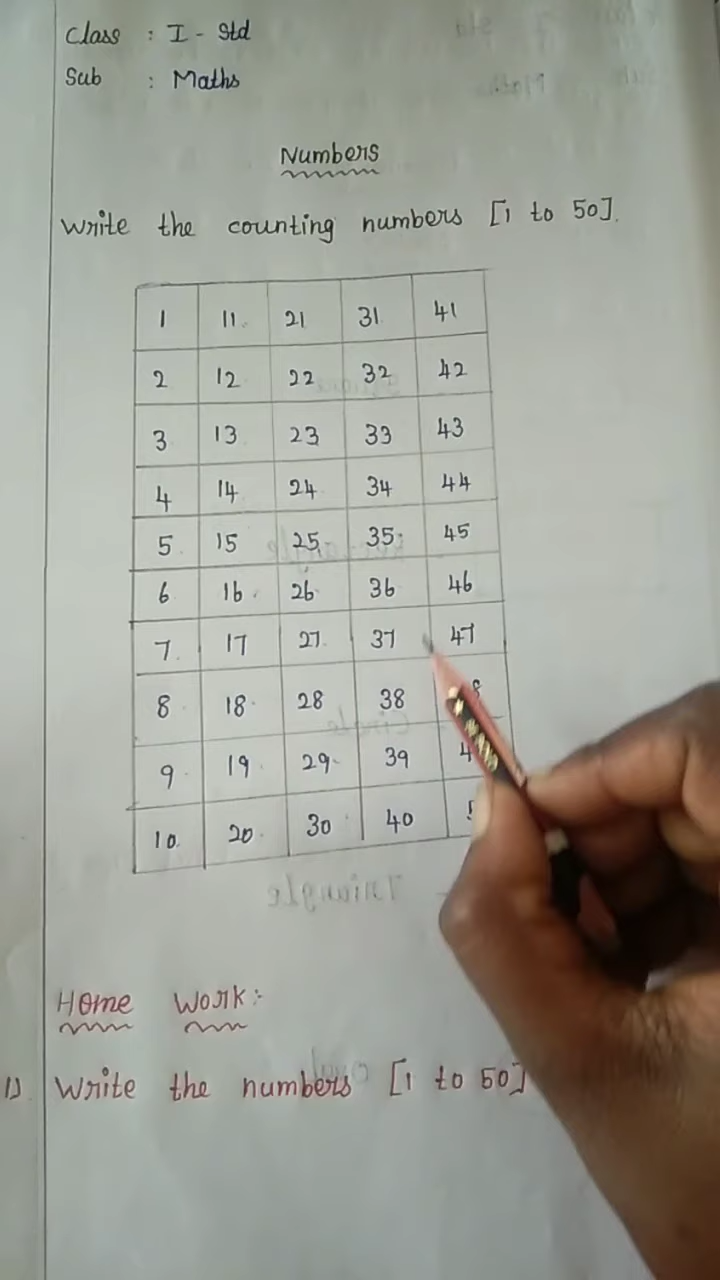 Class : I - Std
Sub : Maths
Numbers
Write the counting numbers [1 to 50].
1 11 21 31 41
2 12 22 32 42
3 13 23 33 43
4 14 24 34 44
5 15 25 35 45
6 16 26 36 46
7 17 27 37 47
8 18 28 38
9 19 29 39
10 20 30 40
Home Work:-
1) Write the numbers [1 to 50]